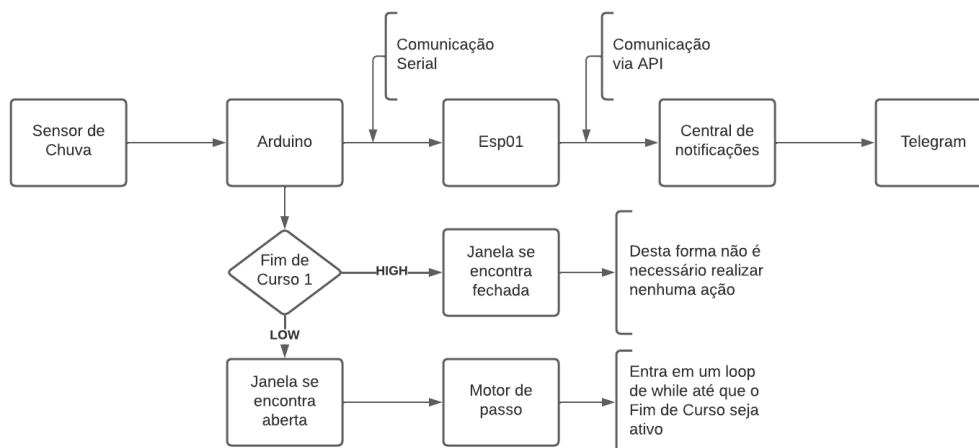 Comunicação
Serial
Comunicação
via API
Sensor de
Chuva
Arduino
Esp01
Central de
notificações
Telegram
Fim de
Curso 1
HIGH
Janela se
encontra
fechada
Desta forma não é
necessário realizar
nenhuma ação
LOW
Janela se
encontra
aberta
Motor de
passo
Entra em um loop
de while até que o
Fim de Curso seja
ativo